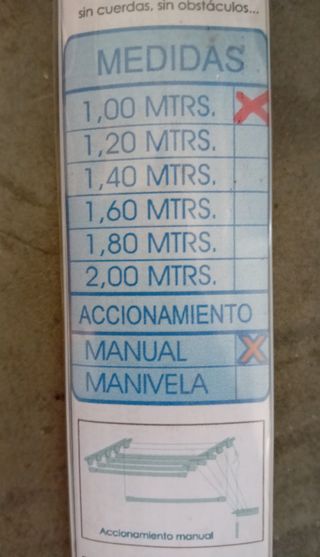 sin cuerdas, sin obstáculos...
MEDIDAS
1,00 MTRS.
1,20 MTRS.
1,40 MTRS.
1,60 MTRS.
1,80 MTRS.
2,00 MTRS.
ACCIONAMIENTO
MANUAL
MANIVELA
Accionamiento manual